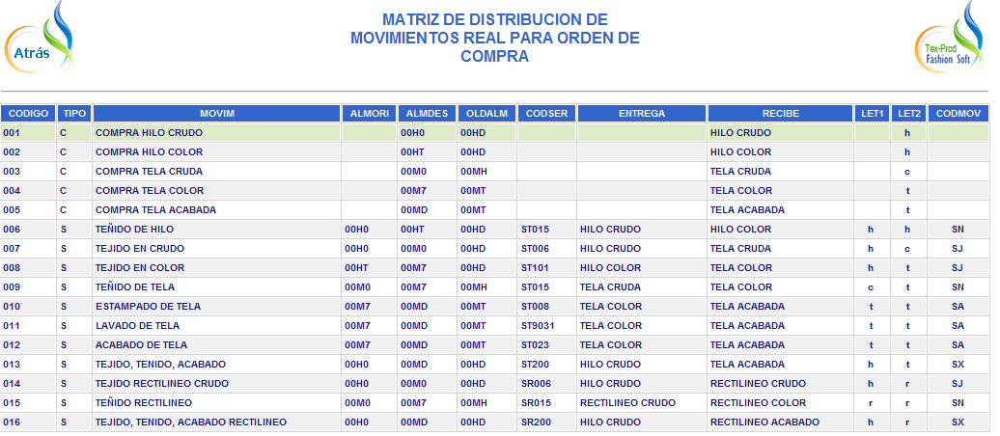 Atrás
MATRIZ DE DISTRIBUCION DE
MOVIMIENTOS REAL PARA ORDEN DE
COMPRA
Tex-Prod
Fashion Soft
CODIGO TIPO MOVIM ALMORI ALMDES OLDALM CODSER ENTREGA RECIBE LET1 LET2 CODMOV
001 C COMPRA HILO CRUDO 00H0 00HD HILO CRUDO h
002 C COMPRA HILO COLOR 00HT 00HD HILO COLOR h
003 C COMPRA TELA CRUDA 00M0 00MH TELA CRUDA c
004 C COMPRA TELA COLOR 00M7 00MT TELA COLOR t
005 C COMPRA TELA ACABADA 00MD 00MT TELA ACABADA t
006 S TEÑIDO DE HILO 00H0 00HT 00HD ST015 HILO CRUDO HILO COLOR h h SN
007 S TEJIDO EN CRUDO 00H0 00M0 00HD ST006 HILO CRUDO TELA CRUDA h c SJ
008 S TEJIDO EN COLOR 00HT 00M7 00HD ST101 HILO COLOR TELA COLOR h t SJ
009 S TEÑIDO DE TELA 00M0 00M7 00MH ST015 TELA CRUDA TELA COLOR c t SN
010 S ESTAMPADO DE TELA 00M7 00MD 00MT ST008 TELA COLOR TELA ACABADA t t SA
011 S LAVADO DE TELA 00M7 00MD 00MT ST9031 TELA COLOR TELA ACABADA t t SA
012 S ACABADO DE TELA 00M7 00MD 00MT ST023 TELA COLOR TELA ACABADA t t SA
013 S TEJIDO, TENIDO, ACABADO 00H0 00MD 00HD ST200 HILO CRUDO TELA ACABADA h t SX
014 S TEJIDO RECTILINEO CRUDO 00H0 00M0 00HD SR006 HILO CRUDO RECTILINEO CRUDO h r SJ
015 S TEÑIDO RECTILINEO 00M0 00M7 00MH SR015 RECTILINEO CRUDO RECTILINEO COLOR r r SN
016 S TEJIDO, TENIDO, ACABADO RECTILINEO 00H0 00MD 00HD SR200 HILO CRUDO RECTILINEO ACABADO h r SX